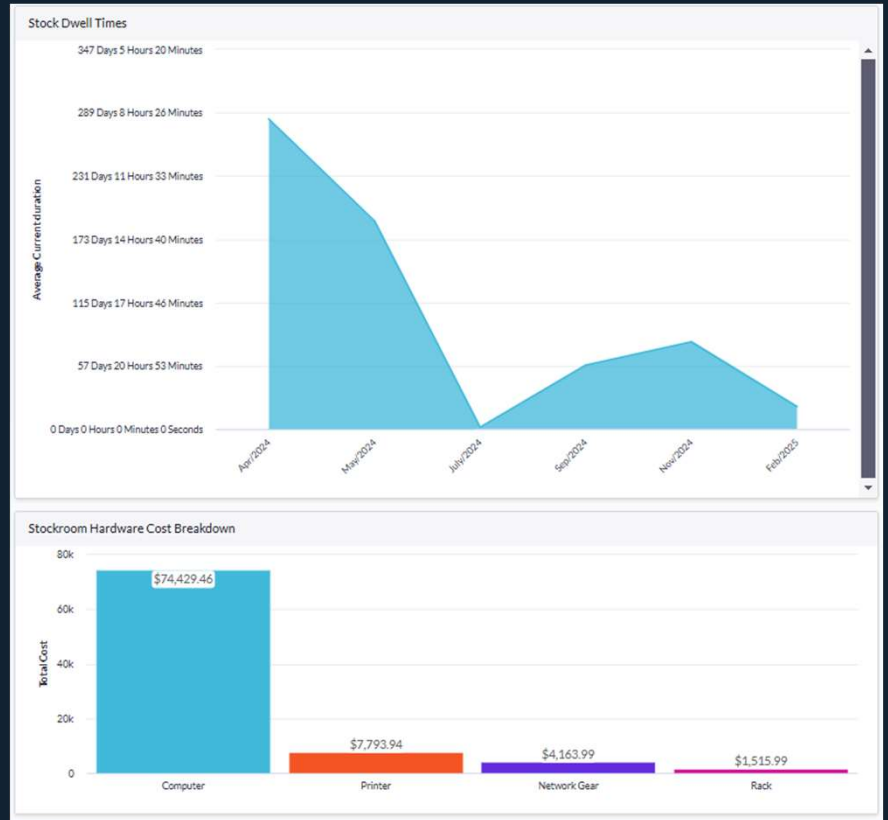 Stock Dwell Times
347 Days 5 Hours 20 Minutes
289 Days 8 Hours 26 Minutes
231 Days 11 Hours 33 Minutes
173 Days 14 Hours 40 Minutes
115 Days 17 Hours 46 Minutes
57 Days 20 Hours 53 Minutes
0 Days 0 Hours 0 Minutes 0 Seconds
Average Current duration
Apr/2024
May/2024
July/2024
Sep/2024
Nov/2024
Feb/2025
Stockroom Hardware Cost Breakdown
80k
60k
40k
20k
0
Total Cost
$74,429.46
$7,793.94
$4,163.99
$1,515.99
Computer
Printer
Network Gear
Rack